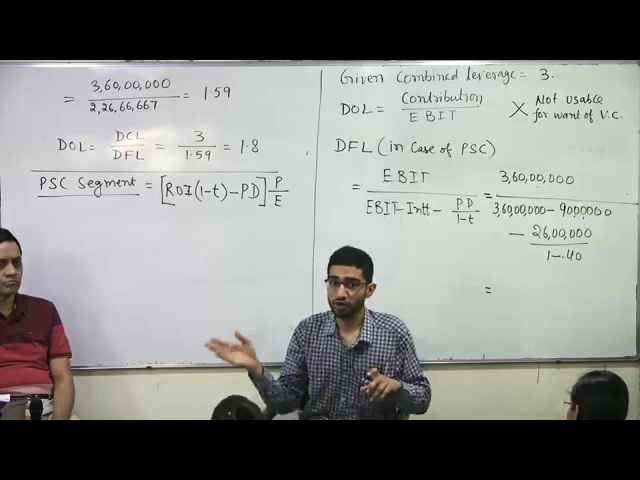 = 3,60,00,000 / 2,26,66,667 = 1.59
DOL = DCL / DFL = 3 / 1.59 = 1.8
PSC Segment = [ROI(1-t)-PD] P/E
Given Combined leverage = 3.
DOL = Contribution / EBIT X Not usable for want of V.C.
DFL (in Case of PSC)
= EBIT / EBIT-Intt - PD/1-t = 3,60,00,000 / 3,60,00,000 - 90,00,000 - 26,00,000 / 1-.40
=